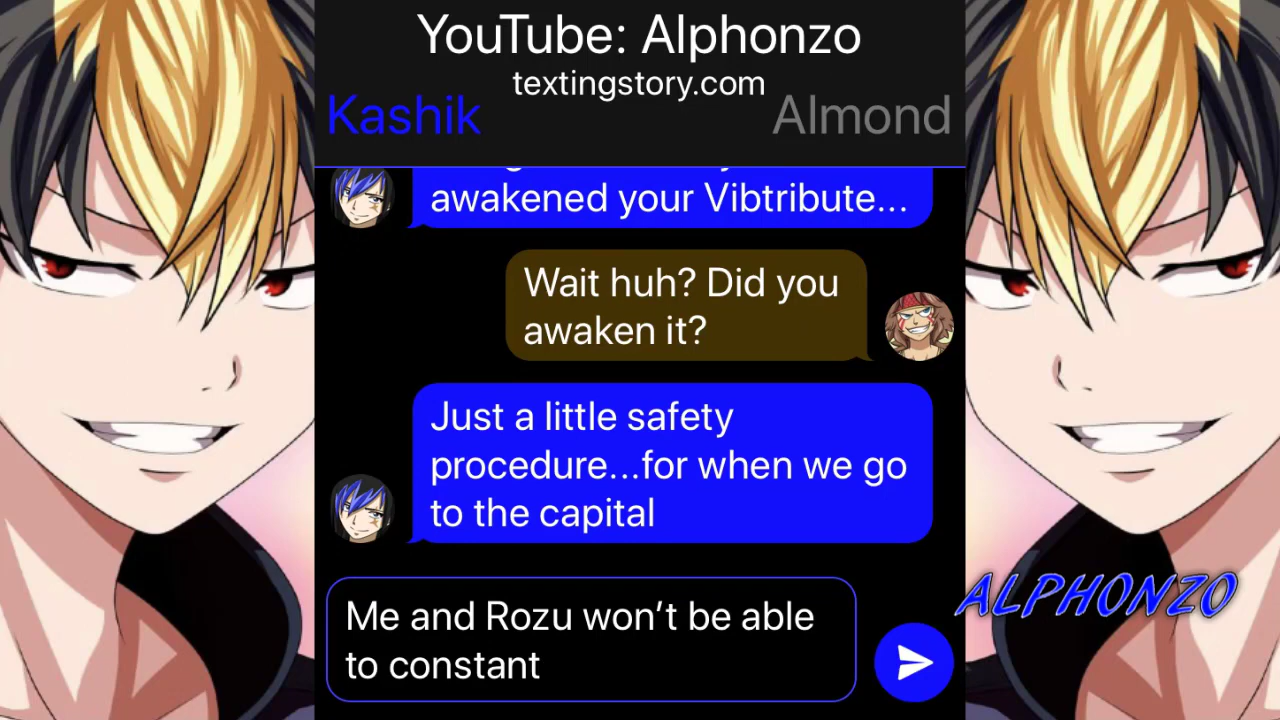 YouTube: Alphonzo
textingstory.com
Kashik
Almond
awakened your Vibtribute...
Wait huh? Did you
awaken it?
Just a little safety
procedure...for when we go
to the capital
Me and Rozu won't be able
to constant
ALPHONZO